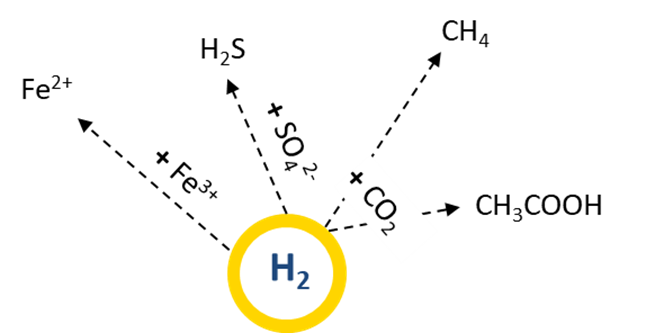 CH₄
H₂S
Fe²⁺
+ SO₄²⁻
+ Fe³⁺
+ CO₂
CH₃COOH
H₂